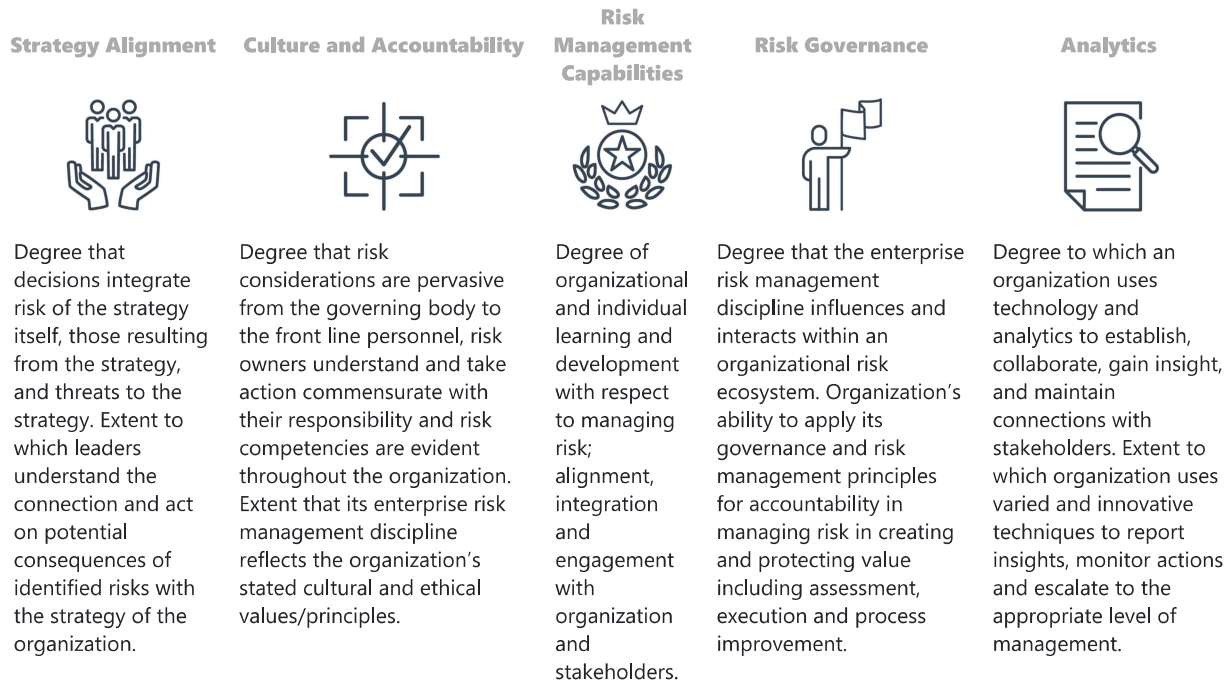 Strategy Alignment
Degree that
decisions integrate
risk of the strategy
itself, those resulting
from the strategy,
and threats to the
strategy. Extent to
which leaders
understand the
connection and act
on potential
consequences of
identified risks with
the strategy of the
organization.
Culture and Accountability
Degree that risk
considerations are pervasive
from the governing body to
the front line personnel, risk
owners understand and take
action commensurate with
their responsibility and risk
competencies are evident
throughout the organization.
Extent that its enterprise risk
management discipline
reflects the organization's
stated cultural and ethical
values/principles.
Risk
Management
Capabilities
Degree of
organizational
and individual
learning and
development
with respect
to managing
risk;
alignment,
integration
and
engagement
with
organization
and
stakeholders.
Risk Governance
Degree that the enterprise
risk management
discipline influences and
interacts within an
organizational risk
ecosystem. Organization's
ability to apply its
governance and risk
management principles
for accountability in
managing risk in creating
and protecting value
including assessment,
execution and process
improvement.
Analytics
Degree to which an
organization uses
technology and
analytics to establish,
collaborate, gain insight,
and maintain
connections with
stakeholders. Extent to
which organization uses
varied and innovative
techniques to report
insights, monitor actions
and escalate to the
appropriate level of
management.